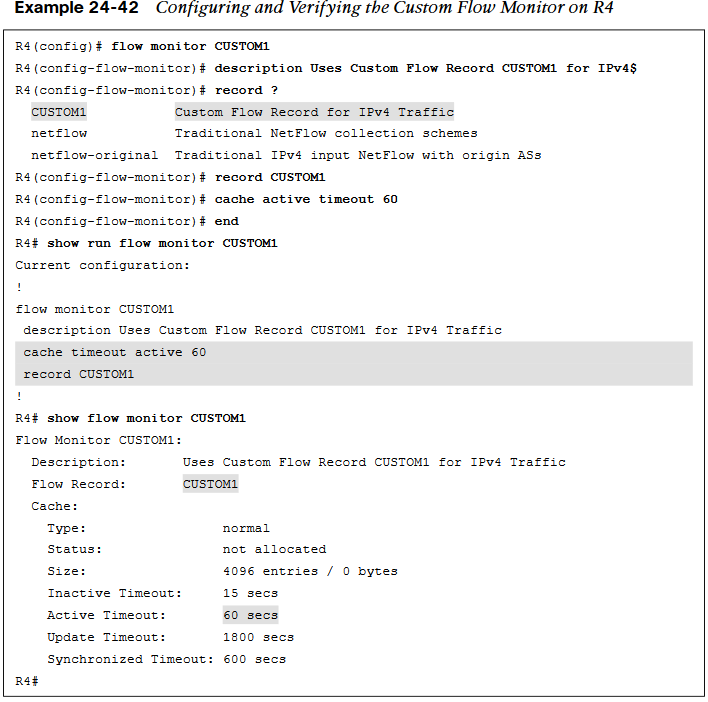 Example 24-42 Configuring and Verifying the Custom Flow Monitor on R4
R4(config)# flow monitor CUSTOM1
R4(config-flow-monitor)# description Uses Custom Flow Record CUSTOM1 for IPv4$
R4(config-flow-monitor)# record ?
CUSTOM1 Custom Flow Record for IPv4 Traffic
netflow Traditional NetFlow collection schemes
netflow-original Traditional IPv4 input NetFlow with origin ASs
R4(config-flow-monitor)# record CUSTOM1
R4(config-flow-monitor)# cache active timeout 60
R4(config-flow-monitor)# end
R4# show run flow monitor CUSTOM1
Current configuration:
!
flow monitor CUSTOM1
description Uses Custom Flow Record CUSTOM1 for IPv4 Traffic
cache timeout active 60
record CUSTOM1
!
R4# show flow monitor CUSTOM1
Flow Monitor CUSTOM1:
Description: Uses Custom Flow Record CUSTOM1 for IPv4 Traffic
Flow Record: CUSTOM1
Cache:
Type: normal
Status: not allocated
Size: 4096 entries / 0 bytes
Inactive Timeout: 15 secs
Active Timeout: 60 secs
Update Timeout: 1800 secs
Synchronized Timeout: 600 secs
R4#